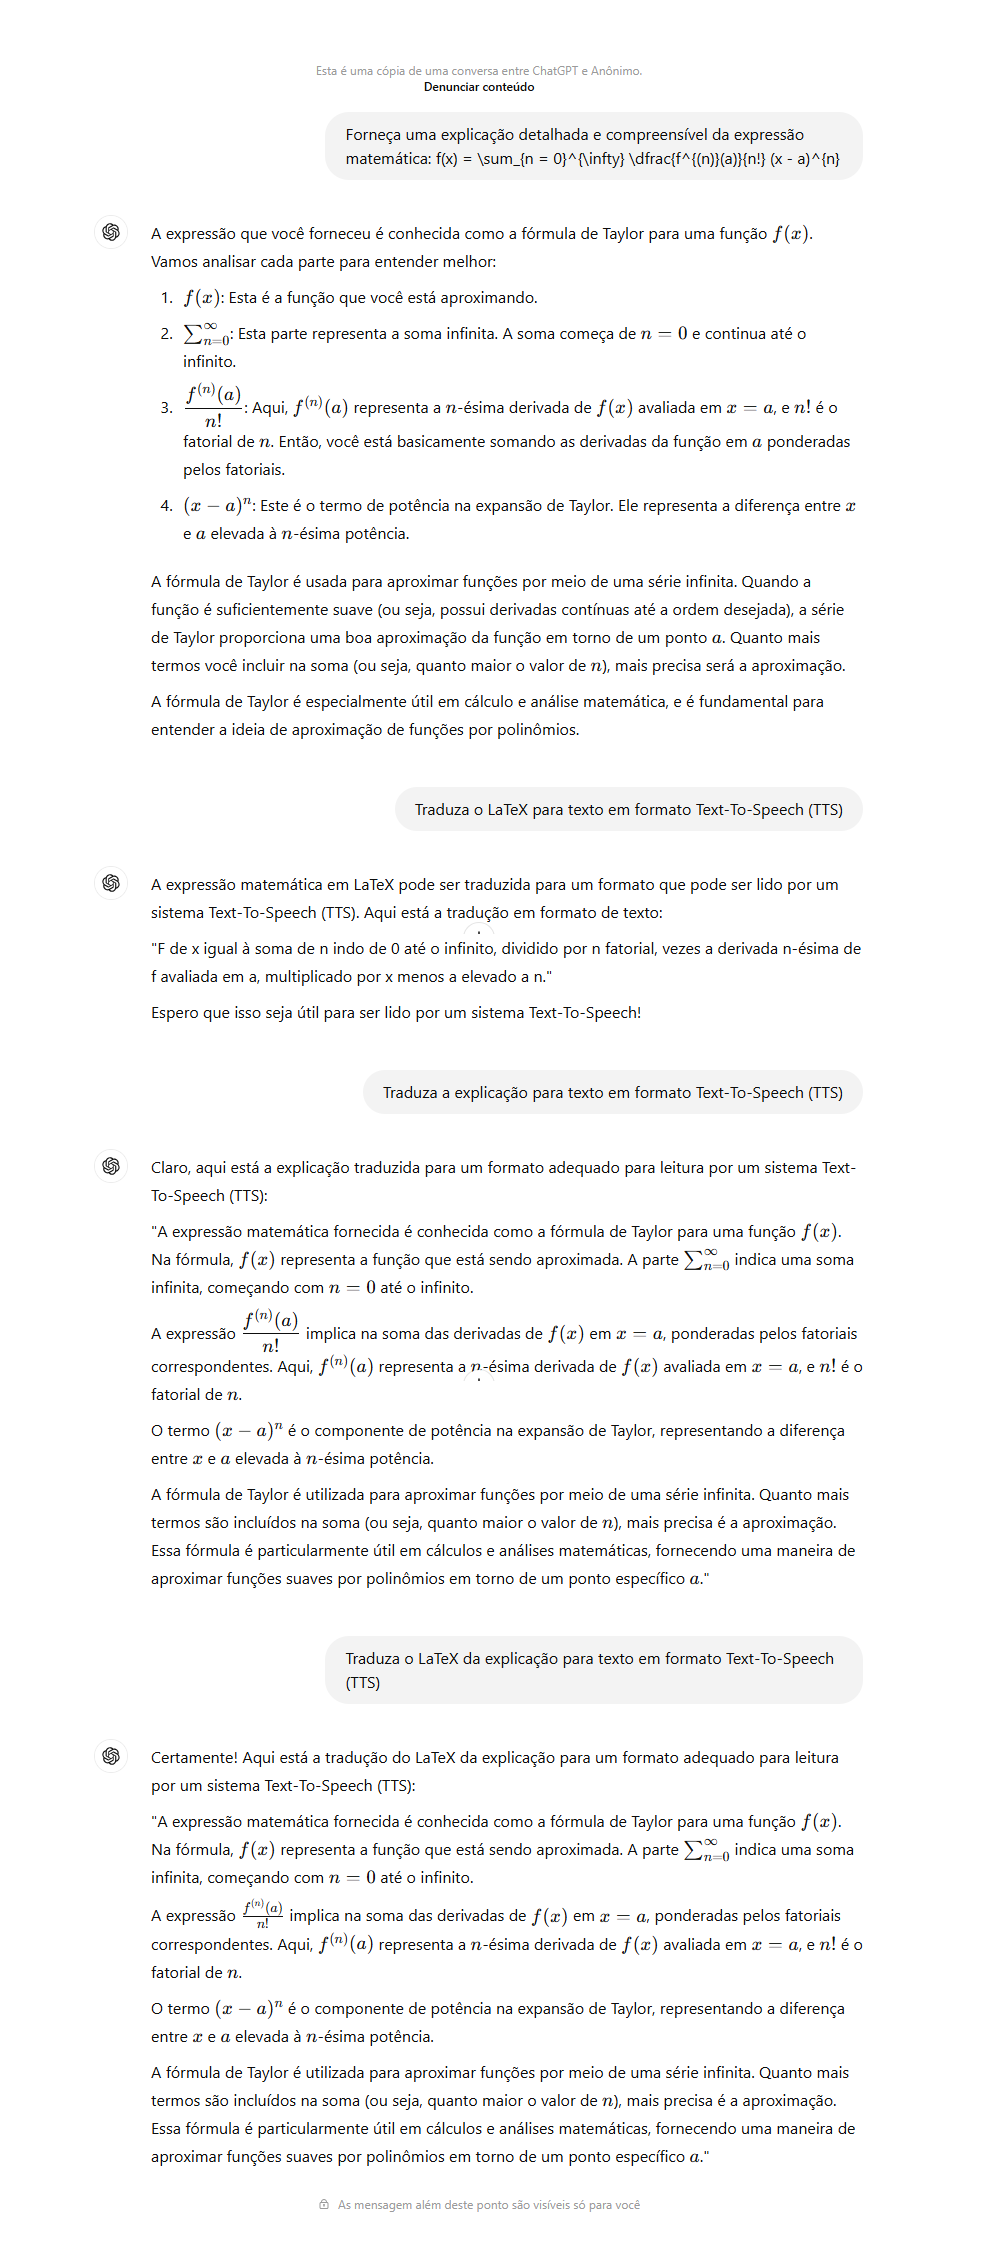 Esta é uma cópia de uma conversa entre ChatGPT e Anônimo.
Denunciar conteúdo
Forneça uma explicação detalhada e compreensível da expressão
matemática: f(x) = \sum_{n = 0}^{\infty} \dfrac{f^{(n)}(a)}{n!} (x - a)^{n}
A expressão que você forneceu é conhecida como a fórmula de Taylor para uma função f(x).
Vamos analisar cada parte para entender melhor:
1. f(x): Esta é a função que você está aproximando.
2. ∑_{n=0}^{∞}: Esta parte representa a soma infinita. A soma começa de n = 0 e continua até o
infinito.
3. \frac{f^{(n)}(a)}{n!}: Aqui, f^{(n)}(a) representa a n-ésima derivada de f(x) avaliada em x = a, e n! é o
fatorial de n. Então, você está basicamente somando as derivadas da função em a ponderadas
pelos fatoriais.
4. (x − a)^n: Este é o termo de potência na expansão de Taylor. Ele representa a diferença entre x
e a elevada à n-ésima potência.
A fórmula de Taylor é usada para aproximar funções por meio de uma série infinita. Quando a
função é suficientemente suave (ou seja, possui derivadas contínuas até a ordem desejada), a série
de Taylor proporciona uma boa aproximação da função em torno de um ponto a. Quanto mais
termos você incluir na soma (ou seja, quanto maior o valor de n), mais precisa será a aproximação.
A fórmula de Taylor é especialmente útil em cálculo e análise matemática, e é fundamental para
entender a ideia de aproximação de funções por polinômios.
Traduza o LaTeX para texto em formato Text-To-Speech (TTS)
A expressão matemática em LaTeX pode ser traduzida para um formato que pode ser lido por um
sistema Text-To-Speech (TTS). Aqui está a tradução em formato de texto:
"F de x igual à soma de n indo de 0 até o infinito, dividido por n fatorial, vezes a derivada n-ésima de
f avaliada em a, multiplicado por x menos a elevado a n."
Espero que isso seja útil para ser lido por um sistema Text-To-Speech!
Traduza a explicação para texto em formato Text-To-Speech (TTS)
Claro, aqui está a explicação traduzida para um formato adequado para leitura por um sistema Text-
To-Speech (TTS):
"A expressão matemática fornecida é conhecida como a fórmula de Taylor para uma função f(x).
Na fórmula, f(x) representa a função que está sendo aproximada. A parte ∑_{n=0}^{∞} indica uma soma
infinita, começando com n = 0 até o infinito.
A expressão \frac{f^{(n)}(a)}{n!} implica na soma das derivadas de f(x) em x = a, ponderadas pelos fatoriais
correspondentes. Aqui, f^{(n)}(a) representa a n-ésima derivada de f(x) avaliada em x = a, e n! é o
fatorial de n.
O termo (x − a)^n é o componente de potência na expansão de Taylor, representando a diferença
entre x e a elevada à n-ésima potência.
A fórmula de Taylor é utilizada para aproximar funções por meio de uma série infinita. Quanto mais
termos são incluídos na soma (ou seja, quanto maior o valor de n), mais precisa é a aproximação.
Essa fórmula é particularmente útil em cálculos e análises matemáticas, fornecendo uma maneira de
aproximar funções suaves por polinômios em torno de um ponto específico a."
Traduza o LaTeX da explicação para texto em formato Text-To-Speech
(TTS)
Certamente! Aqui está a tradução do LaTeX da explicação para um formato adequado para leitura
por um sistema Text-To-Speech (TTS):
"A expressão matemática fornecida é conhecida como a fórmula de Taylor para uma função f(x).
Na fórmula, f(x) representa a função que está sendo aproximada. A parte ∑_{n=0}^{∞} indica uma soma
infinita, começando com n = 0 até o infinito.
A expressão \frac{f^{(n)}(a)}{n!} implica na soma das derivadas de f(x) em x = a, ponderadas pelos fatoriais
correspondentes. Aqui, f^{(n)}(a) representa a n-ésima derivada de f(x) avaliada em x = a, e n! é o
fatorial de n.
O termo (x − a)^n é o componente de potência na expansão de Taylor, representando a diferença
entre x e a elevada à n-ésima potência.
A fórmula de Taylor é utilizada para aproximar funções por meio de uma série infinita. Quanto mais
termos são incluídos na soma (ou seja, quanto maior o valor de n), mais precisa é a aproximação.
Essa fórmula é particularmente útil em cálculos e análises matemáticas, fornecendo uma maneira de
aproximar funções suaves por polinômios em torno de um ponto específico a."
As mensagem além deste ponto são visíveis só para você